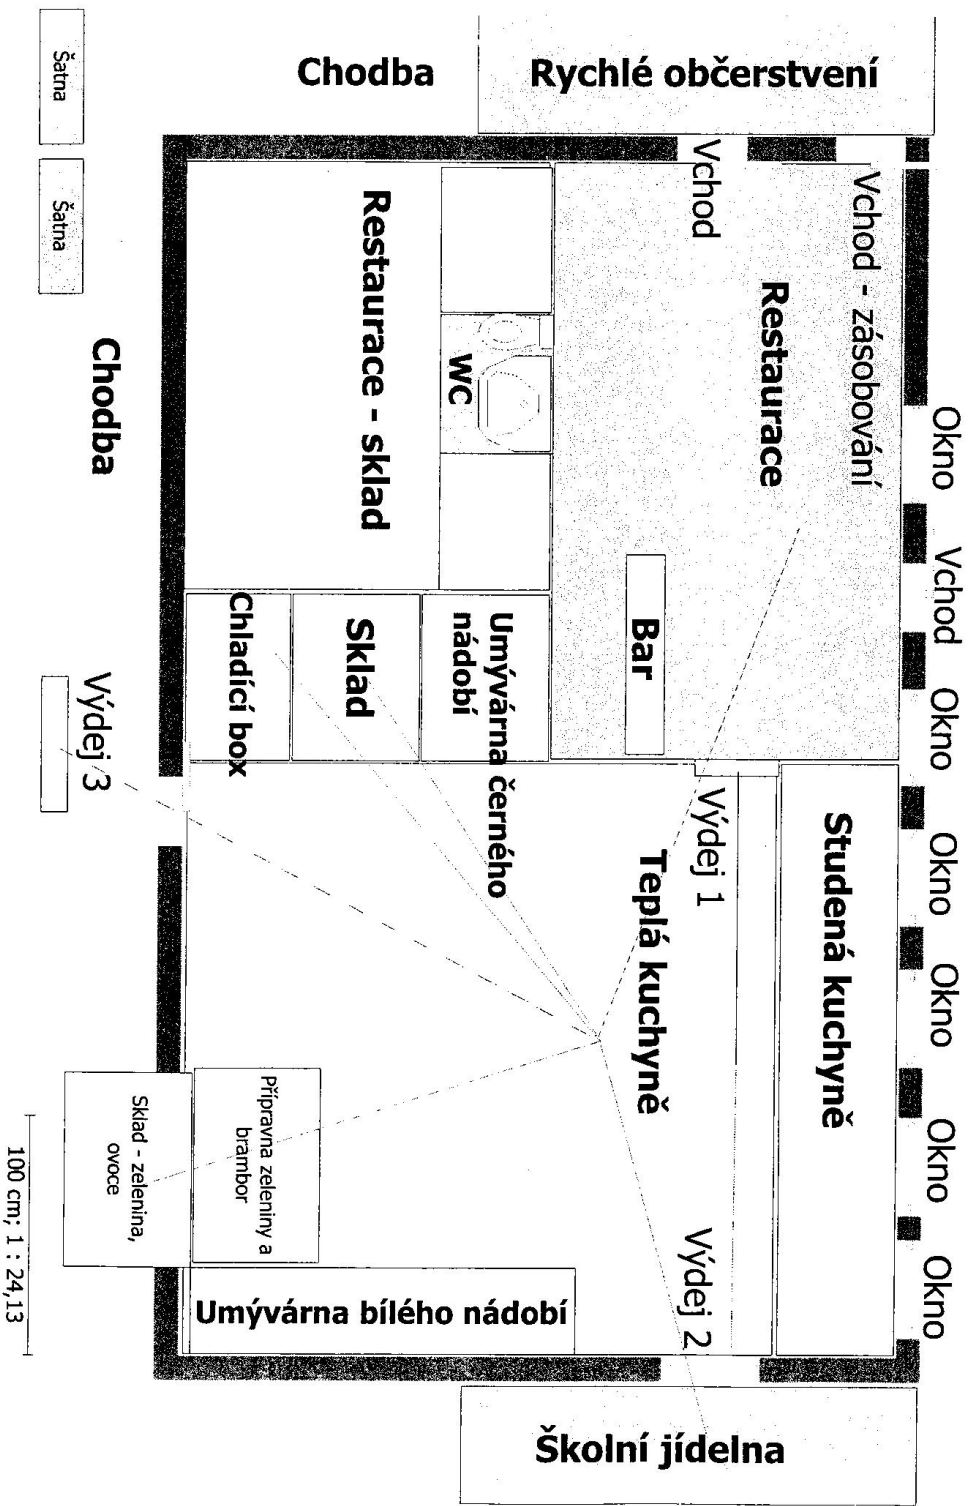 Chodba
Rychlé občerstvení
Šatna
Šatna
Chodba
Vchod
Vchod - zásobování
Restaurace
Restaurace - sklad
WC
Bar
Okno
Vchod
Okno
Okno
Okno
Okno
Okno
Chladící box
Sklad
Umývárna černého
nádobí
Výdej 3
Výdej 1
Teplá kuchyně
Studená kuchyně
Přípravna zeleniny a
brambor
Sklad - zelenina,
ovoce
Výdej 2
Umývárna bílého nádobí
Školní jídelna
100 cm; 1 : 24,13